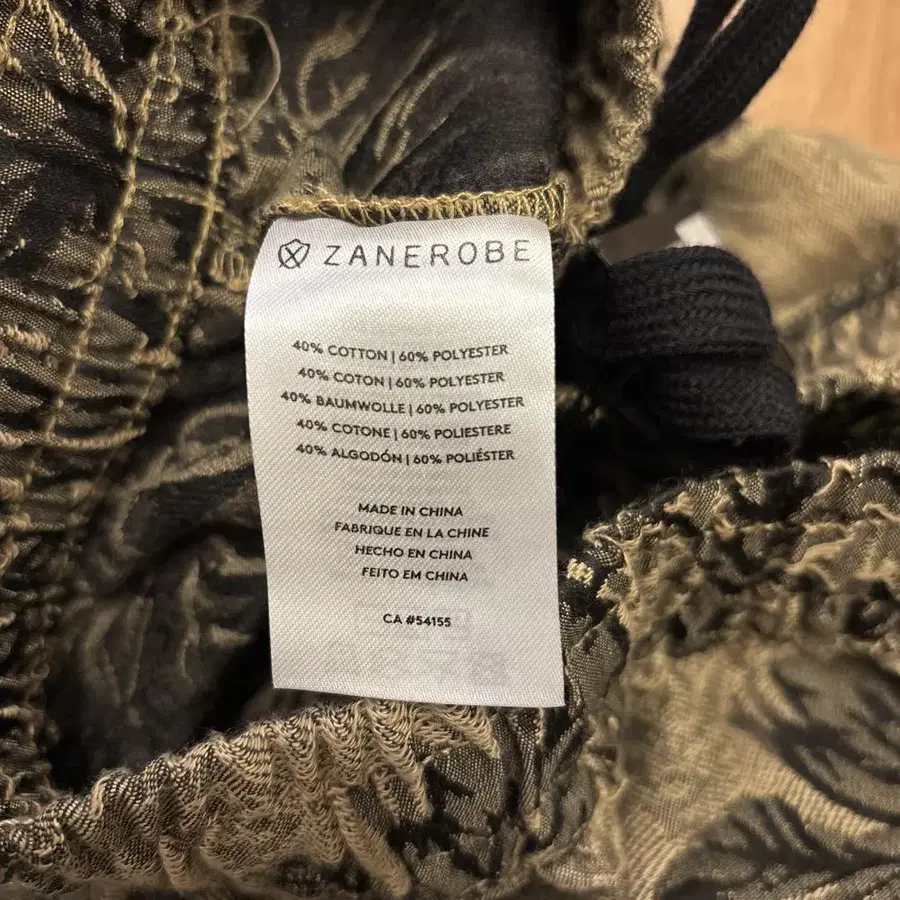 ZANEROBE
40% COTTON | 60% POLYESTER
40% COTON | 60% POLYESTER
40% BAUMWOLLE | 60% POLYESTER
40% COTONE | 60% POLIESTERE
40% ALGODÓN | 60% POLIÉSTER
MADE IN CHINA
FABRIQUE EN LA CHINE
HECHO EN CHINA
FEITO EM CHINA
CA #54155